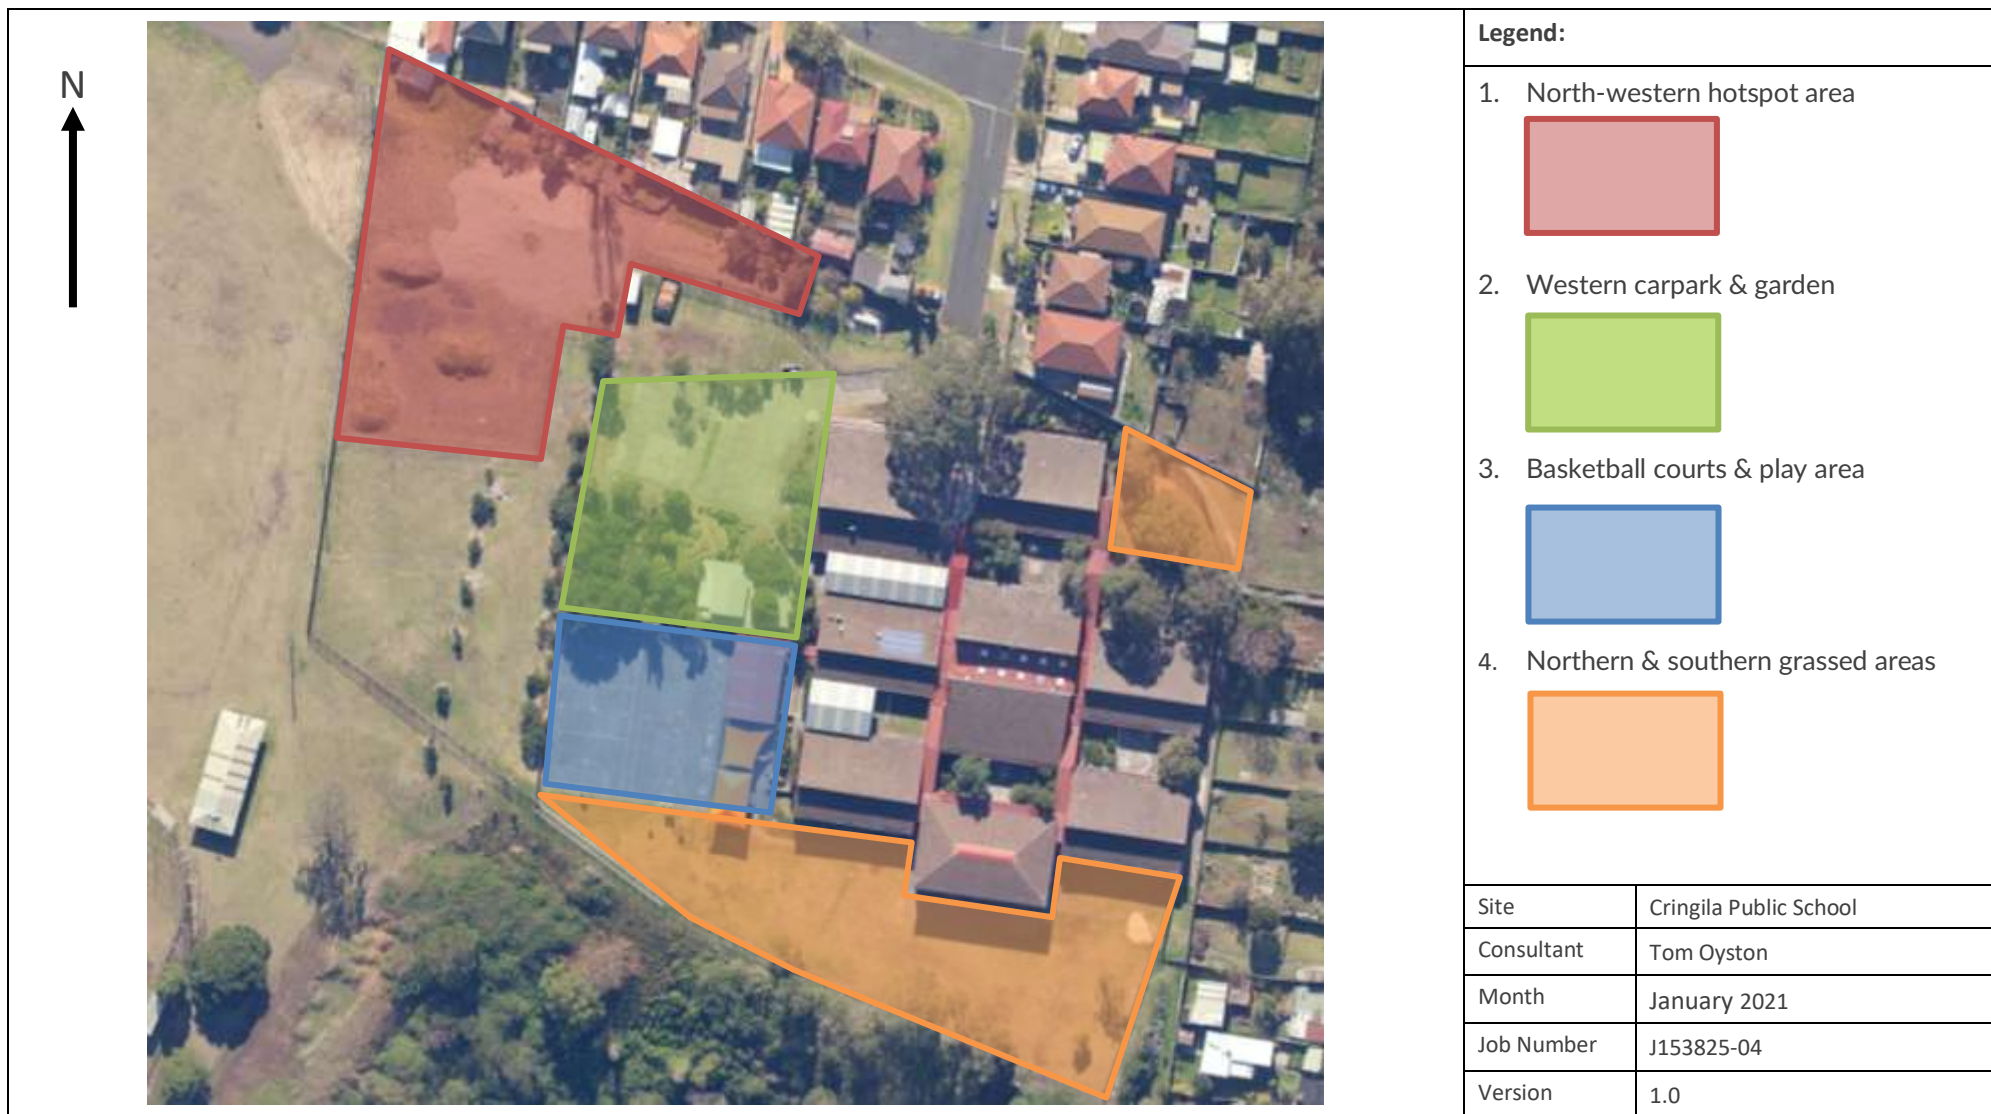 N
Legend:
1. North-western hotspot area
2. Western carpark & garden
3. Basketball courts & play area
4. Northern & southern grassed areas
Site Cringila Public School
Consultant Tom Oyston
Month January 2021
Job Number J153825-04
Version 1.0